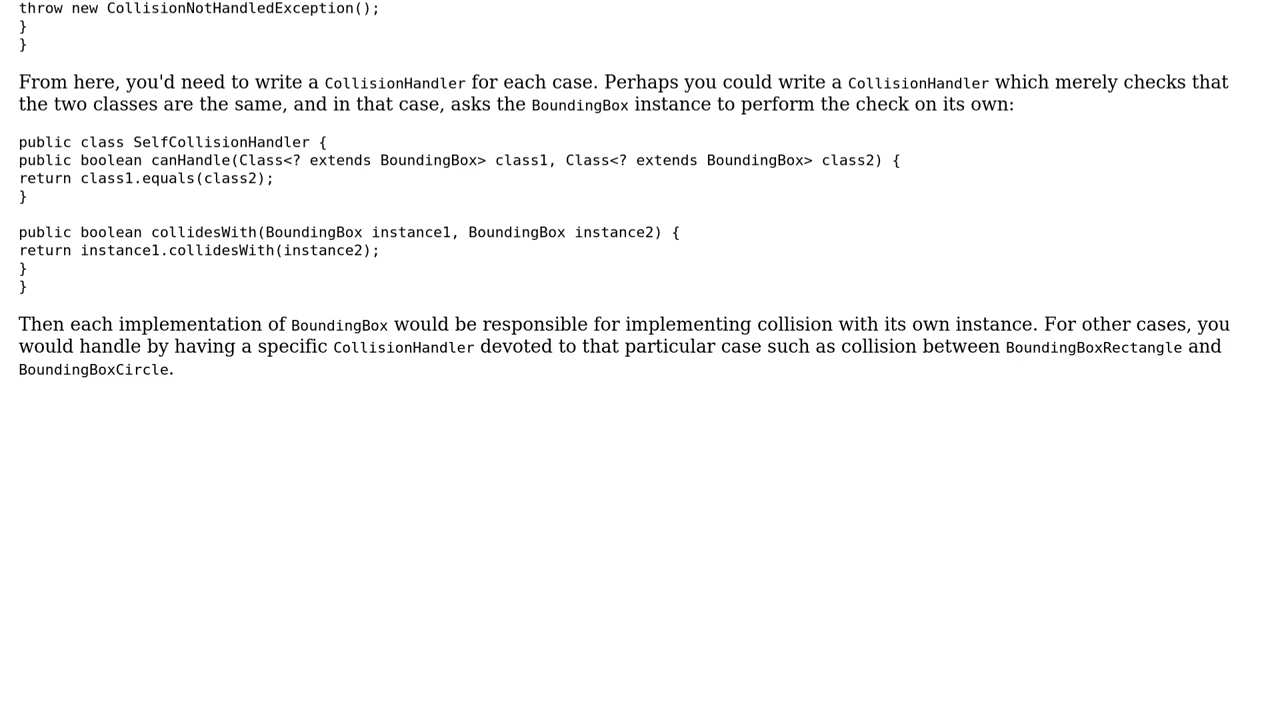 throw new CollisionNotHandledException();
}
}
From here, you'd need to write a CollisionHandler for each case. Perhaps you could write a CollisionHandler which merely checks that
the two classes are the same, and in that case, asks the BoundingBox instance to perform the check on its own:
public class SelfCollisionHandler {
public boolean canHandle(Class<? extends BoundingBox> class1, Class<? extends BoundingBox> class2) {
return class1.equals(class2);
}
public boolean collidesWith(BoundingBox instance1, BoundingBox instance2) {
return instance1.collidesWith(instance2);
}
}
Then each implementation of BoundingBox would be responsible for implementing collision with its own instance. For other cases, you
would handle by having a specific CollisionHandler devoted to that particular case such as collision between BoundingBoxRectangle and
BoundingBoxCircle.